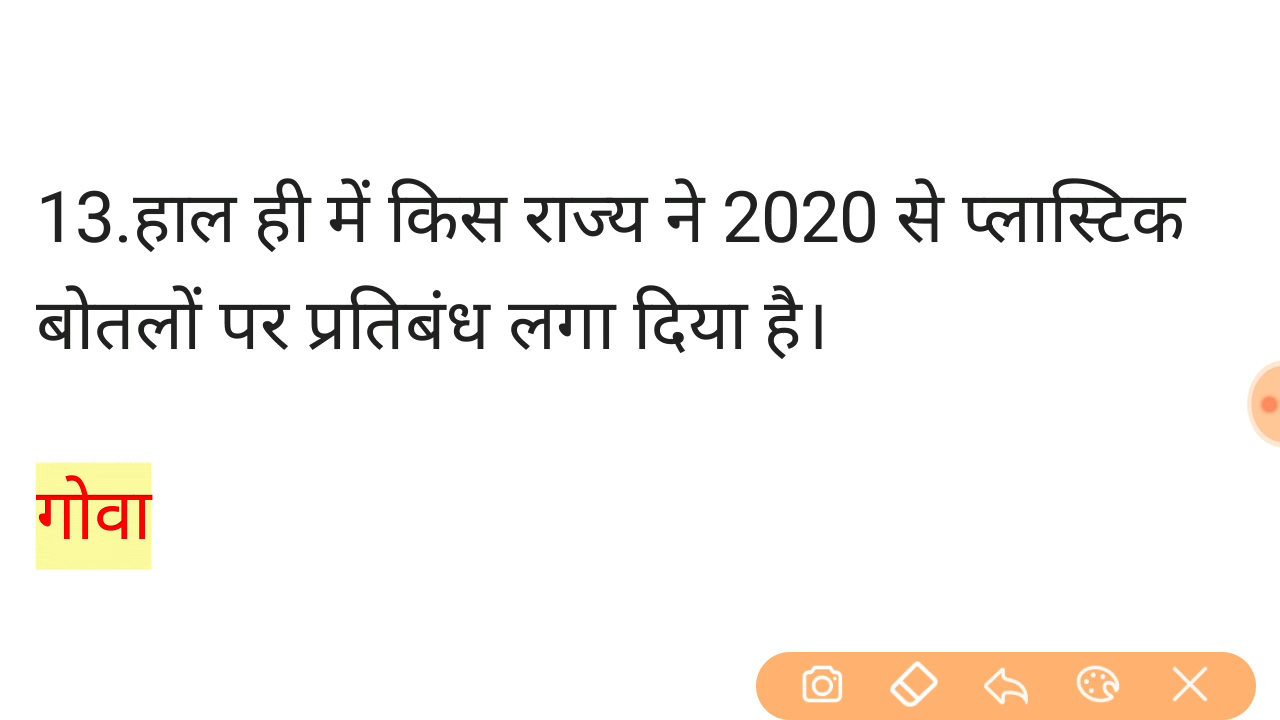 13.हाल ही में किस राज्य ने 2020 से प्लास्टिक
बोतलों पर प्रतिबंध लगा दिया है।
गोवा